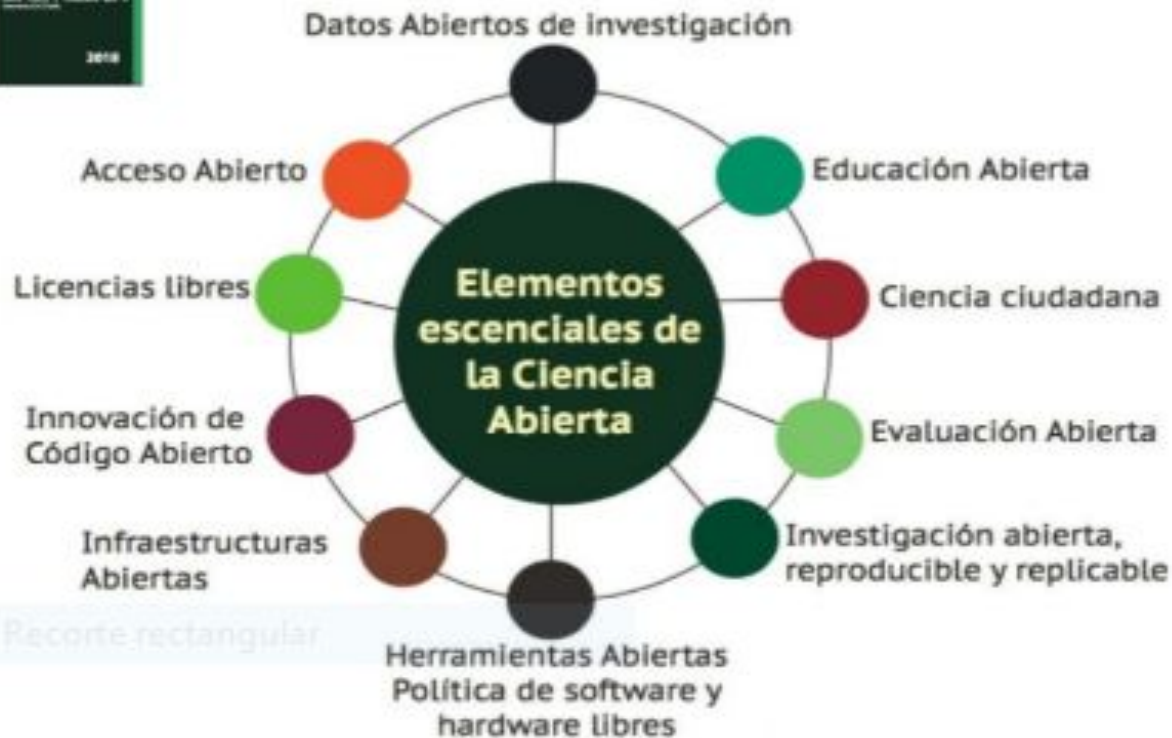 2018
Datos Abiertos de investigación
Acceso Abierto
Educación Abierta
Licencias libres
Ciencia ciudadana
Elementos
escenciales de
la Ciencia
Abierta
Innovación de
Código Abierto
Evaluación Abierta
Infraestructuras
Abiertas
Investigación abierta,
reproducible y replicable
Recorte rectangular
Herramientas Abiertas
Política de software y
hardware libres